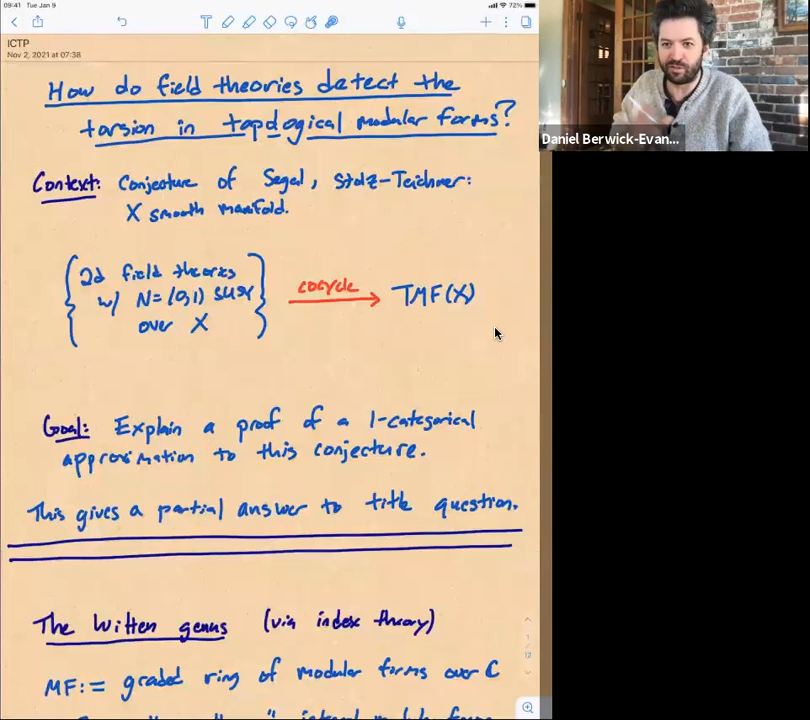 09:41 Tue Jan 9
72%
ICTP
Nov 2, 2021 at 07:38
How do field theories detect the
torsion in topological modular forms?
Daniel Berwick-Evan...
Context: Conjecture of Segal, Stolz-Teichner:
X smooth manifold.
{ 2d field theories
w/ N=(0,1) SUSY
over X } cocycle → TMF(X)
Goal: Explain a proof of a 1-categorical
approximation to this conjecture.
This gives a partial answer to title question.
The Witten genus (via index theory)
MF := graded ring of modular forms over C
1
12